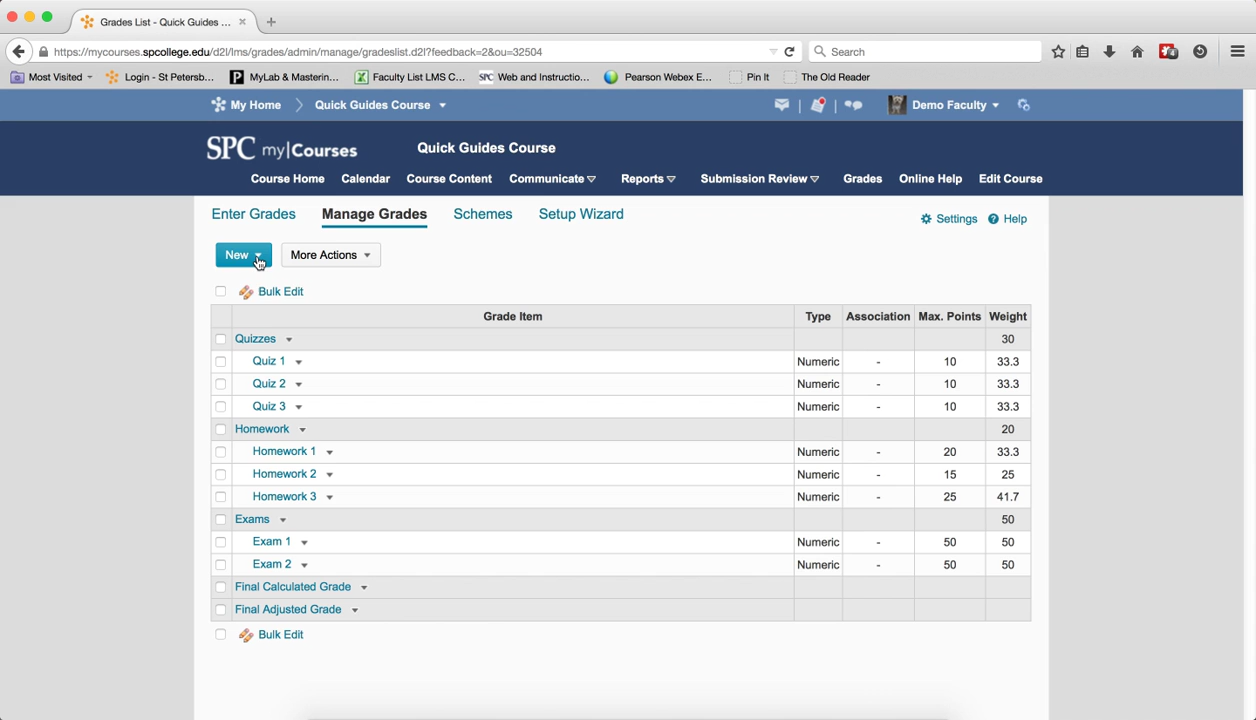 Grades List - Quick Guides ...
https://mycourses.spcollege.edu/d2l/lms/grades/admin/manage/gradeslist.d2l?feedback=2&ou=32504 Search
Most Visited Login - St Petersb... MyLab & Masterin... Faculty List LMS C... SPC Web and Instructio... Pearson Webex E... Pin It The Old Reader
My Home Quick Guides Course Demo Faculty
SPC my|Courses Quick Guides Course
Course Home Calendar Course Content Communicate Reports Submission Review Grades Online Help Edit Course
Enter Grades Manage Grades Schemes Setup Wizard Settings Help
New More Actions
Bulk Edit
Grade Item Type Association Max. Points Weight
Quizzes 30
Quiz 1 Numeric - 10 33.3
Quiz 2 Numeric - 10 33.3
Quiz 3 Numeric - 10 33.3
Homework 20
Homework 1 Numeric - 20 33.3
Homework 2 Numeric - 15 25
Homework 3 Numeric - 25 41.7
Exams 50
Exam 1 Numeric - 50 50
Exam 2 Numeric - 50 50
Final Calculated Grade
Final Adjusted Grade
Bulk Edit